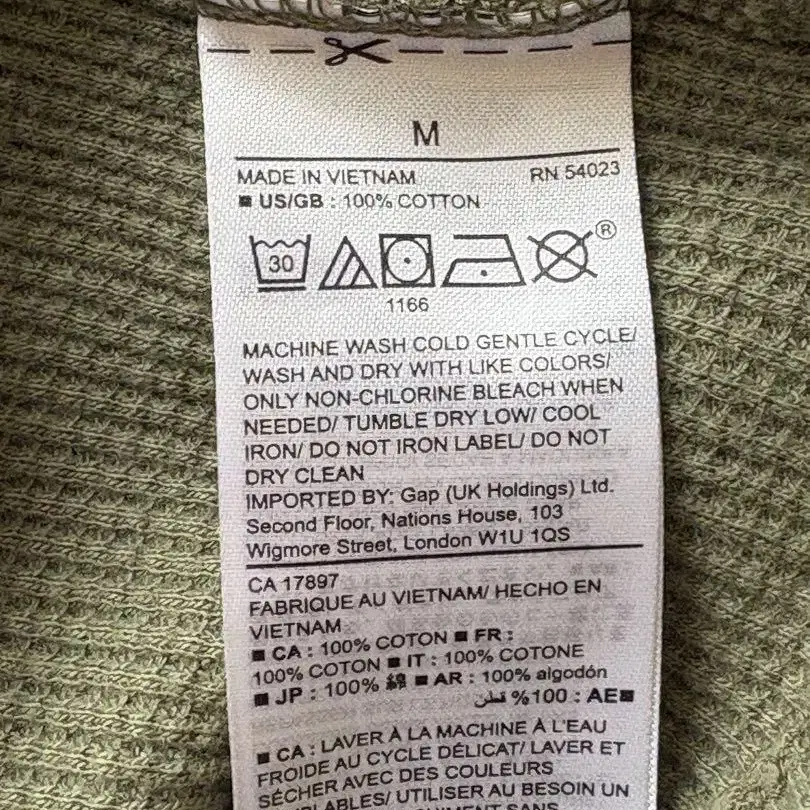 M
MADE IN VIETNAM RN 54023
■ US/GB : 100% COTTON
30
®
1166
MACHINE WASH COLD GENTLE CYCLE/
WASH AND DRY WITH LIKE COLORS/
ONLY NON-CHLORINE BLEACH WHEN
NEEDED/ TUMBLE DRY LOW/ COOL
IRON/ DO NOT IRON LABEL/ DO NOT
DRY CLEAN
IMPORTED BY: Gap (UK Holdings) Ltd.
Second Floor, Nations House, 103
Wigmore Street, London W1U 1QS
CA 17897
FABRIQUE AU VIETNAM/ HECHO EN
VIETNAM
■ CA : 100% COTON ■ FR :
100% COTON ■ IT : 100% COTONE
■ JP : 100% 綿 ■ AR : 100% algodón
■AE : 100% قطن
■ CA : LAVER À LA MACHINE À L'EAU
FROIDE AU CYCLE DÉLICAT/ LAVER ET
SÉCHER AVEC DES COULEURS
UTILISER AU BESOIN UN